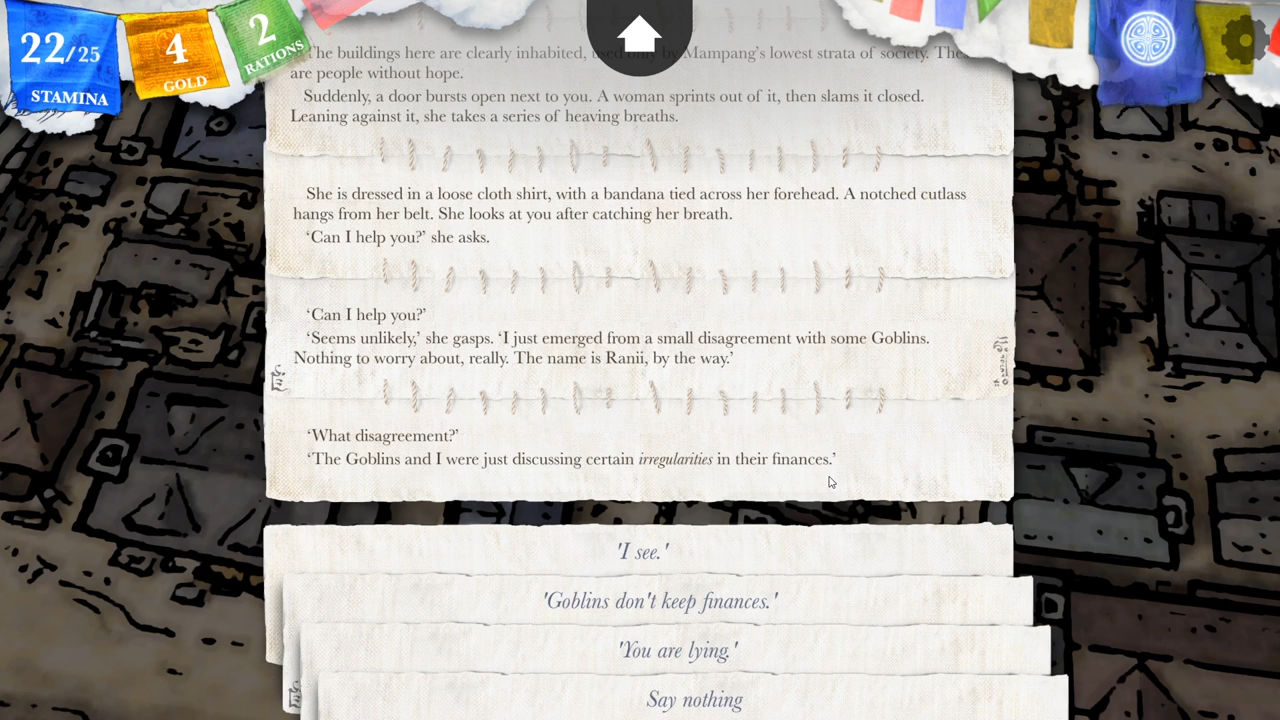 22/25
STAMINA
4
GOLD
2
RATIONS
The buildings here are clearly inhabited, used only by Mampang's lowest strata of society. These
are people without hope.
Suddenly, a door bursts open next to you. A woman sprints out of it, then slams it closed.
Leaning against it, she takes a series of heaving breaths.
She is dressed in a loose cloth shirt, with a bandana tied across her forehead. A notched cutlass
hangs from her belt. She looks at you after catching her breath.
‘Can I help you?’ she asks.
‘Can I help you?’
‘Seems unlikely,’ she gasps. ‘I just emerged from a small disagreement with some Goblins.
Nothing to worry about, really. The name is Ranii, by the way.’
‘What disagreement?’
‘The Goblins and I were just discussing certain irregularities in their finances.’
'I see.'
'Goblins don't keep finances.'
'You are lying.'
Say nothing